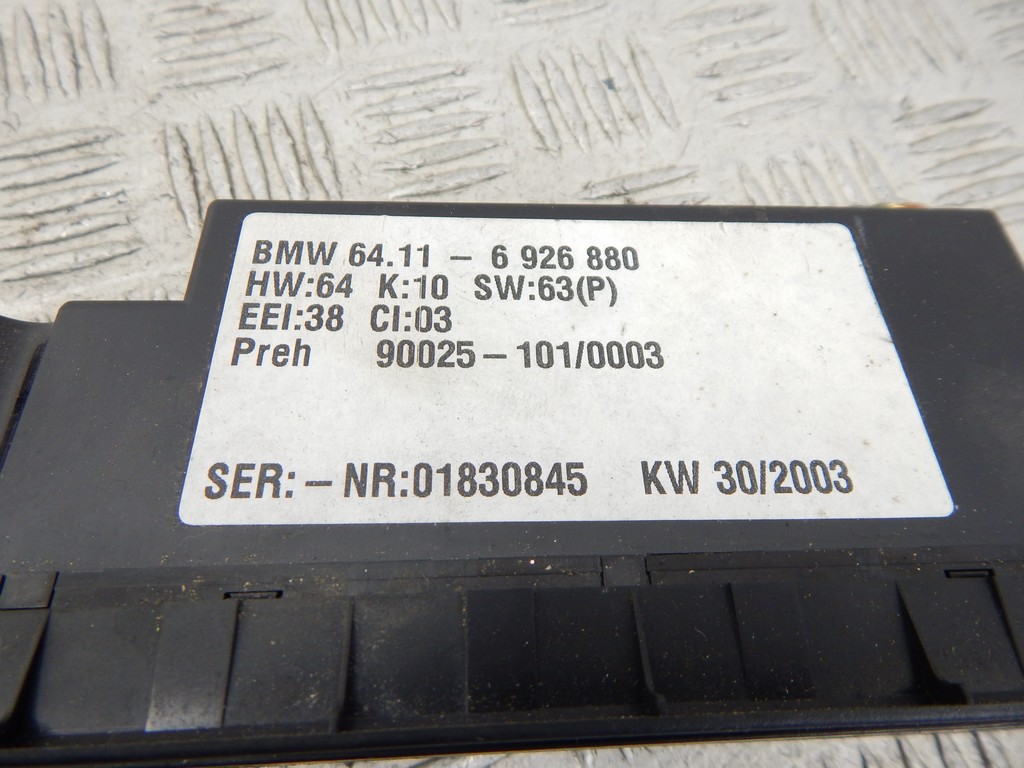 BMW 64.11 – 6 926 880
HW:64 K:10 SW:63(P)
EEI:38 CI:03
Preh 90025–101/0003
SER:–NR:01830845 KW 30/2003